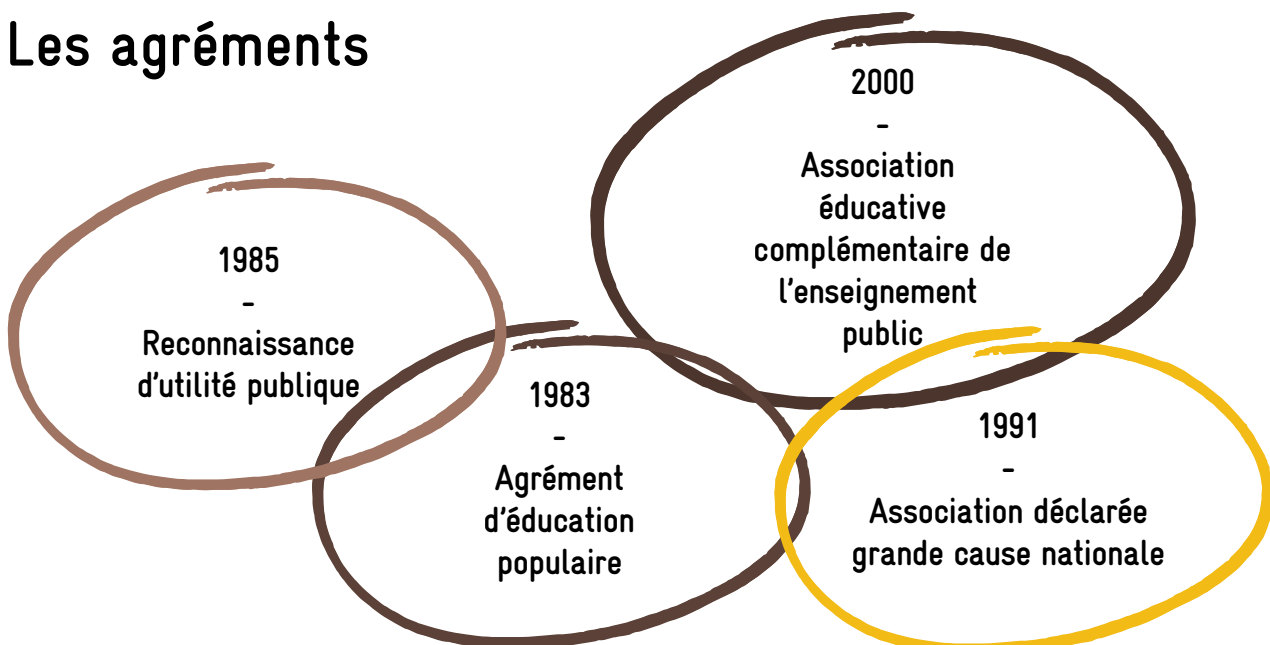 Les agréments
1985
-
Reconnaissance
d'utilité publique
1983
-
Agrément
d'éducation
populaire
2000
-
Association
éducative
complémentaire de
l'enseignement
public
1991
-
Association déclarée
grande cause nationale